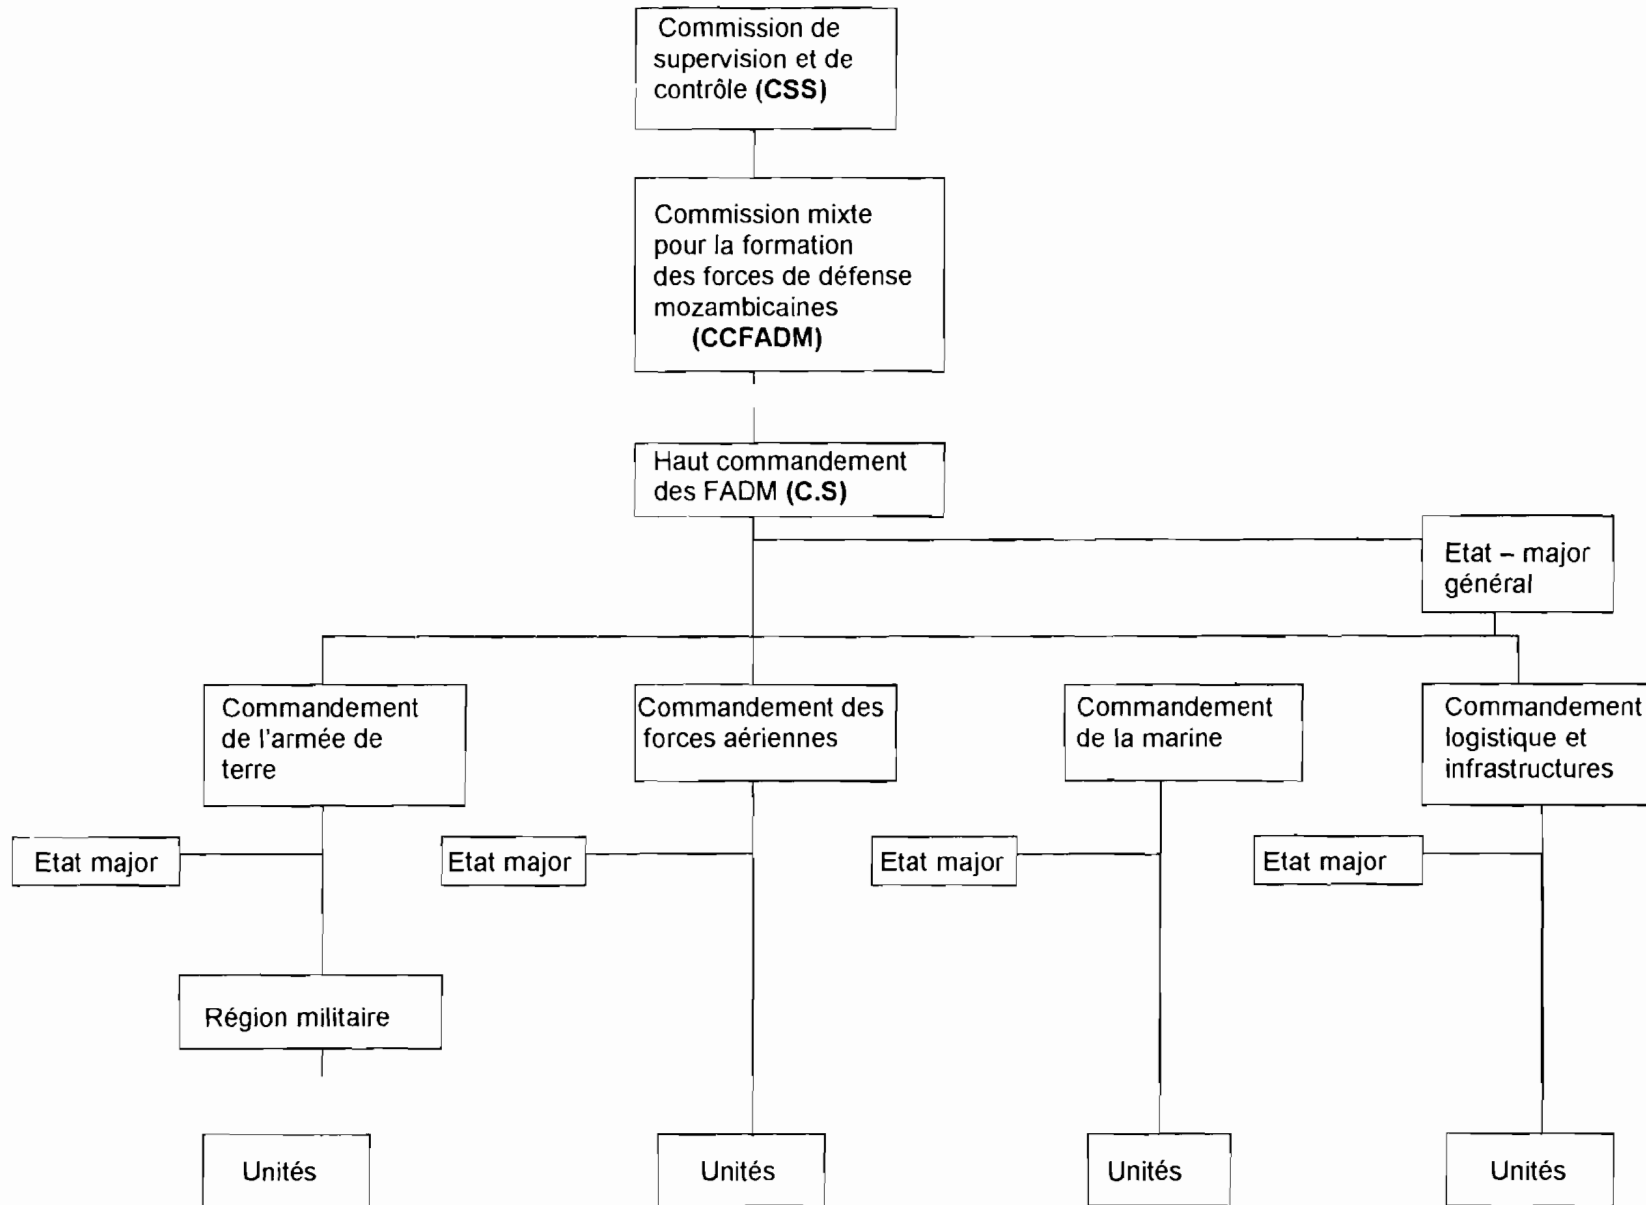 Commission de
supervision et de
contrôle (CSS)
Commission mixte
pour la formation
des forces de défense
mozambicaines
(CCFADM)
Haut commandement
des FADM (C.S)
Etat – major
général
Commandement
de l'armée de
terre
Commandement des
forces aériennes
Commandement
de la marine
Commandement
logistique et
infrastructures
Etat major
Etat major
Etat major
Etat major
Région militaire
Unités
Unités
Unités
Unités